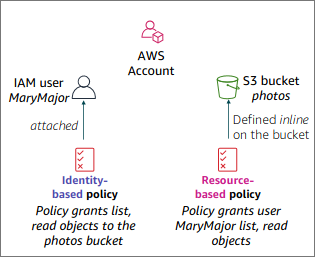 AWS
Account
IAM user
MaryMajor
S3 bucket
photos
attached
Defined inline
on the bucket
Identity-
based policy
Policy grants list,
read objects to the
photos bucket
Resource-
based policy
Policy grants user
MaryMajor list, read
objects